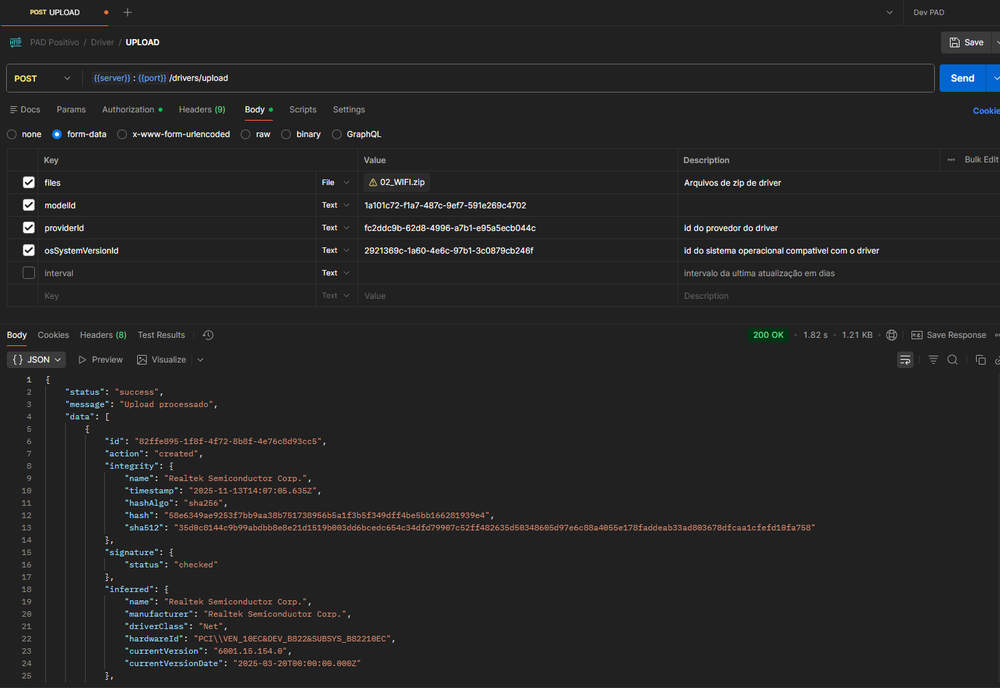 POST UPLOAD
Dev PAD
HTTP PAD Positivo / Driver / UPLOAD
Save
POST {{server}} : {{port}} /drivers/upload
Send
Docs Params Authorization Headers (9) Body Scripts Settings
Cookie
none form-data x-www-form-urlencoded raw binary GraphQL
Key Value Description Bulk Edit
files File 02_WIFI.zip Arquivos de zip de driver
modelId Text 1a101c72-f1a7-487c-9ef7-591e269c4702
providerId Text fc2ddc9b-62d8-4996-a7b1-e95a5ecb044c id do provedor do driver
osSystemVersionId Text 2921369c-1a60-4e6c-97b1-3c0879cb246f id do sistema operacional compativel com o driver
interval Text intervalo da ultima atualização em dias
Key Text Value Description
Body Cookies Headers (8) Test Results
200 OK 1.82 s 1.21 KB e.g. Save Response
{} JSON Preview Visualize
1 {
2 "status": "success",
3 "message": "Upload processado",
4 "data": [
5 {
6 "id": "82ffe895-1f8f-4f72-8b8f-4e76c8d93cc5",
7 "action": "created",
8 "integrity": {
9 "name": "Realtek Semiconductor Corp.",
10 "timestamp": "2025-11-13T14:07:05.635Z",
11 "hashAlgo": "sha256",
12 "hash": "58e6349ae9253f7bb9aa38b751738956b5a1f3b5f349dff4be5bb166281939e4",
13 "sha512": "35d0c8144c9b99abdbb8e8e21d1519b003dd6bcedc654c34dfd79907c52ff482635d50348605d97e6c88a4055e178faddeab33ad803678dfcaa1cfefd10fa758"
14 },
15 "signature": {
16 "status": "checked"
17 },
18 "inferred": {
19 "name": "Realtek Semiconductor Corp.",
20 "manufacturer": "Realtek Semiconductor Corp.",
21 "driverClass": "Net",
22 "hardwareId": "PCI\\VEN_10EC&DEV_B822&SUBSYS_B82210EC",
23 "currentVersion": "6001.15.154.0",
24 "currentVersionDate": "2025-03-20T00:00:00.000Z"
25 },